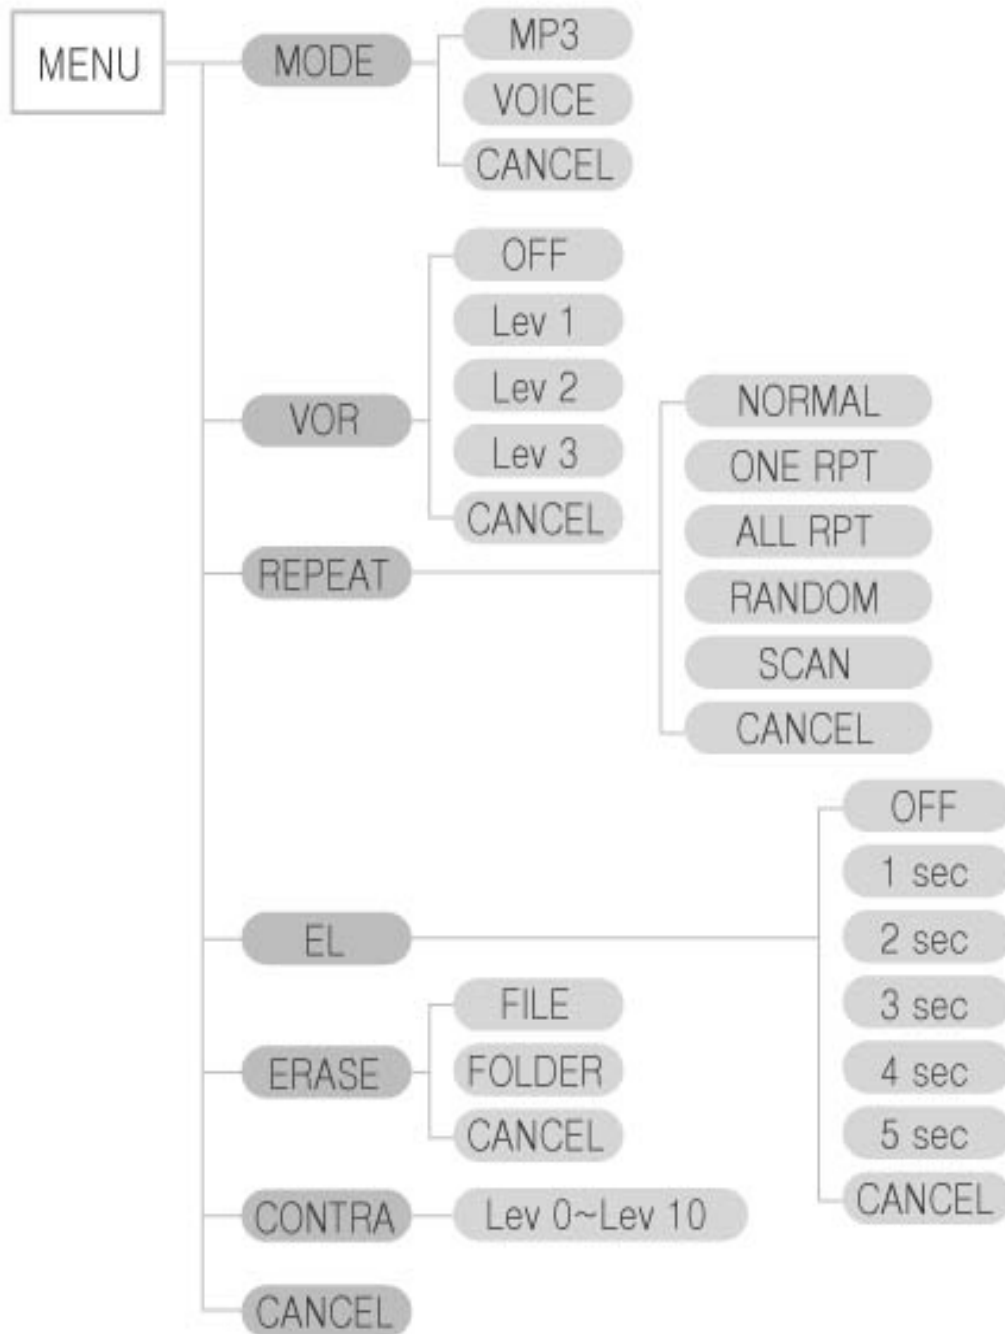 MENU
MODE
MP3
VOICE
CANCEL
VOR
OFF
Lev 1
Lev 2
Lev 3
CANCEL
REPEAT
NORMAL
ONE RPT
ALL RPT
RANDOM
SCAN
CANCEL
EL
OFF
1 sec
2 sec
3 sec
4 sec
5 sec
CANCEL
ERASE
FILE
FOLDER
CANCEL
CONTRA
Lev 0~Lev 10
CANCEL